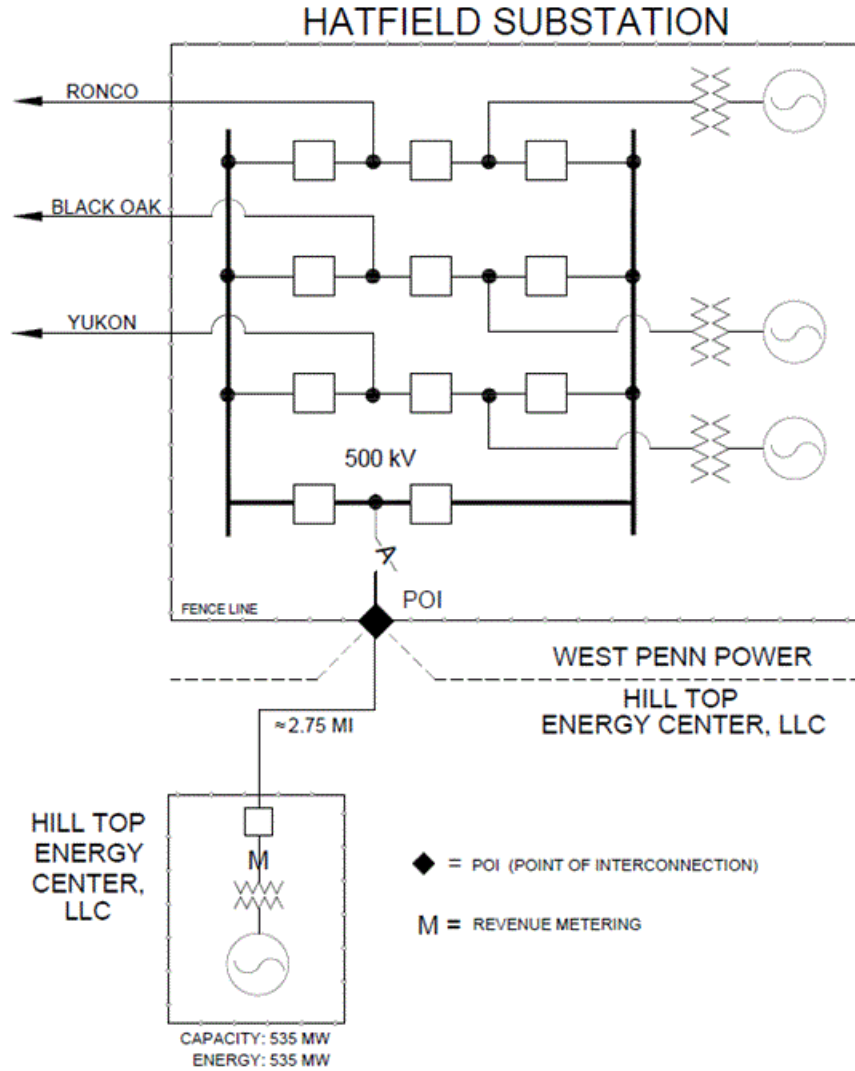 HATFIELD SUBSTATION
RONCO
BLACK OAK
YUKON
500 kV
A
POI
FENCE LINE
WEST PENN POWER
HILL TOP
ENERGY CENTER, LLC
≈2.75 MI
HILL TOP
ENERGY
CENTER,
LLC
M
= POI (POINT OF INTERCONNECTION)
M = REVENUE METERING
CAPACITY: 535 MW
ENERGY: 535 MW